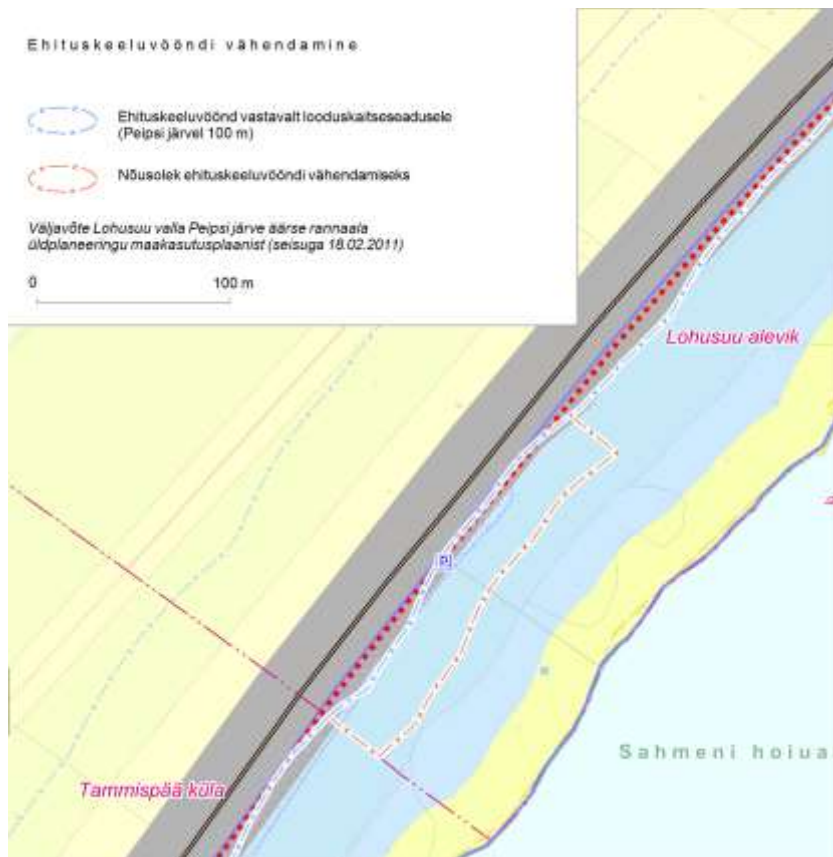 Ehituskeeluvööndi vähendamine
Ehituskeeluvöönd vastavalt looduskaitseseadusele
(Peipsi järvel 100 m)
Nõusolek ehituskeeluvööndi vähendamiseks
Väljavõte Lohusuu valla Peipsi järve äärse rannaala
üldplaneeringu maakasutusplaanist (seisuga 18.02.2011)
0 100 m
Lohusuu alevik
P
Sahmeni hoiua
Tammispää küla